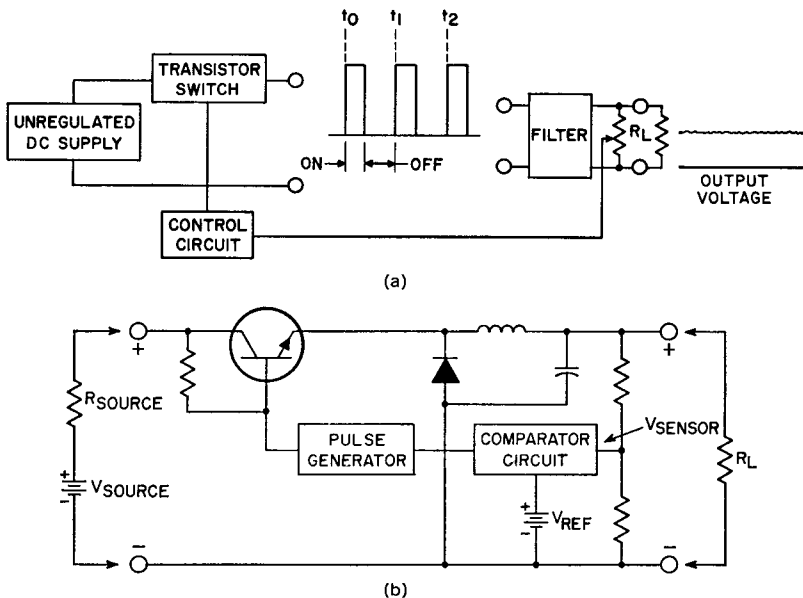 t0 t1 t2
TRANSISTOR
SWITCH
UNREGULATED
DC SUPPLY
ON
OFF
CONTROL
CIRCUIT
FILTER
RL
OUTPUT
VOLTAGE
(a)
+
+
RSOURCE
+
VSOURCE
-
PULSE
GENERATOR
COMPARATOR
CIRCUIT
VSENSOR
RL
+
VREF
-
–
–
(b)